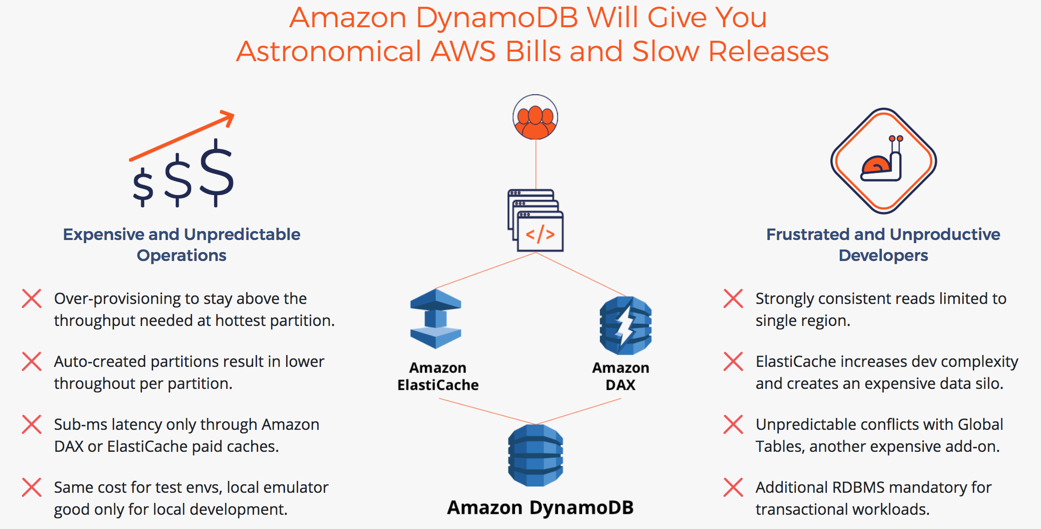 Amazon DynamoDB Will Give You
Astronomical AWS Bills and Slow Releases
$ $ $
Expensive and Unpredictable
Operations
Over-provisioning to stay above the
throughput needed at hottest partition.
Auto-created partitions result in lower
throughout per partition.
Sub-ms latency only through Amazon
DAX or ElastiCache paid caches.
Same cost for test envs, local emulator
good only for local development.
</>
Amazon
ElastiCache
Amazon
DAX
Amazon DynamoDB
Frustrated and Unproductive
Developers
Strongly consistent reads limited to
single region.
ElastiCache increases dev complexity
and creates an expensive data silo.
Unpredictable conflicts with Global
Tables, another expensive add-on.
Additional RDBMS mandatory for
transactional workloads.